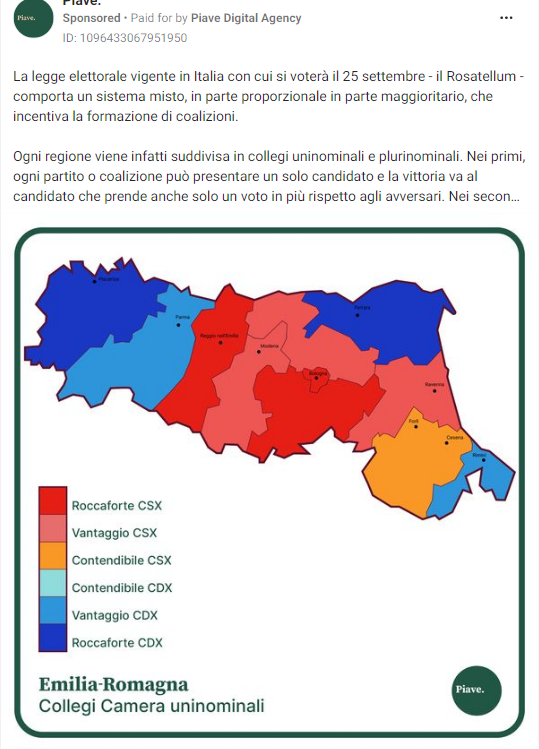 Piave.
Piave.
Sponsored • Paid for by Piave Digital Agency
ID: 1096433067951950
La legge elettorale vigente in Italia con cui si voterà il 25 settembre - il Rosatellum -
comporta un sistema misto, in parte proporzionale in parte maggioritario, che
incentiva la formazione di coalizioni.
Ogni regione viene infatti suddivisa in collegi uninominali e plurinominali. Nei primi,
ogni partito o coalizione può presentare un solo candidato e la vittoria va al
candidato che prende anche solo un voto in più rispetto agli avversari. Nei secon...
Piacenza
Parma
Reggio nell'Emilia
Modena
Bologna
Ferrara
Ravenna
Forlì
Cesena
Rimini
Roccaforte CSX
Vantaggio CSX
Contendibile CSX
Contendibile CDX
Vantaggio CDX
Roccaforte CDX
Emilia-Romagna
Collegi Camera uninominali
Piave.